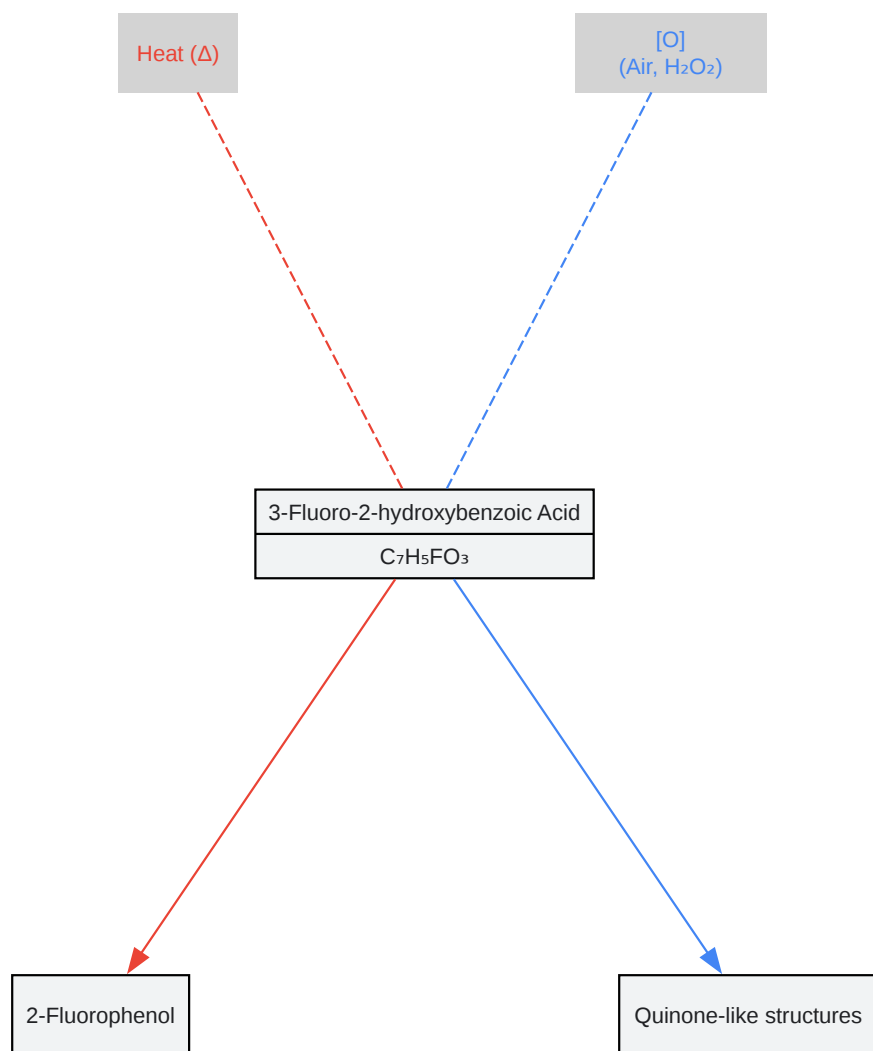 Heat (Δ)
[O]
(Air, H₂O₂)
3-Fluoro-2-hydroxybenzoic Acid
C₇H₅FO₃
2-Fluorophenol
Quinone-like structures